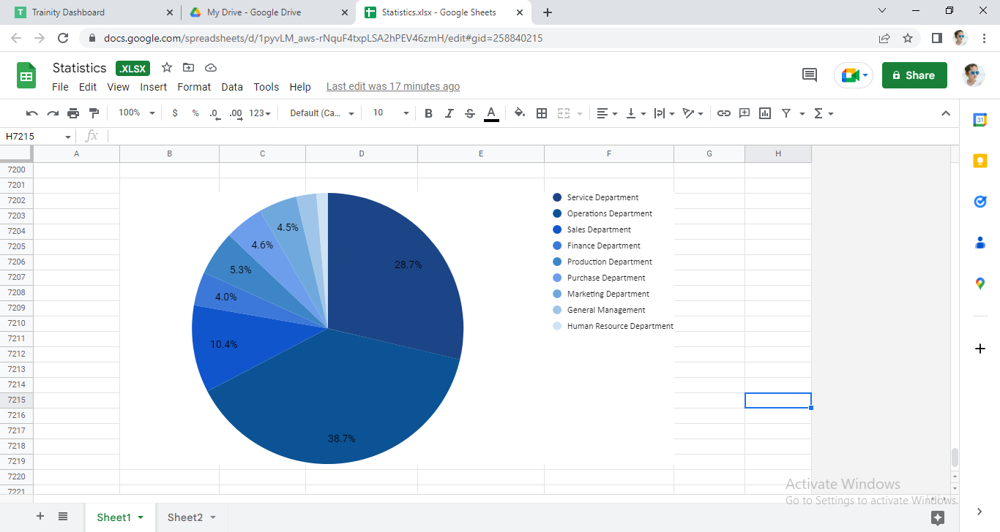 Trainity Dashboard
My Drive - Google Drive
Statistics.xlsx - Google Sheets
docs.google.com/spreadsheets/d/1pyvLM_aws-rNquF4txpLSA2hPEV46zmH/edit#gid=258840215
Statistics .XLSX
File Edit View Insert Format Data Tools Help Last edit was 17 minutes ago
Share
100% $ % .0 .00 123 Default (Ca... 10 B I S A
31
H7215 fx
A B C D E F G H
7200
7201
7202
7203
7204
7205
7206
7207
7208
7209
7210
7211
7212
7213
7214
7215
7216
7217
7218
7219
7220
7221
28.7%
38.7%
10.4%
4.0%
5.3%
4.6%
4.5%
Service Department
Operations Department
Sales Department
Finance Department
Production Department
Purchase Department
Marketing Department
General Management
Human Resource Department
Activate Windows
Go to Settings to activate Windows.
Sheet1
Sheet2